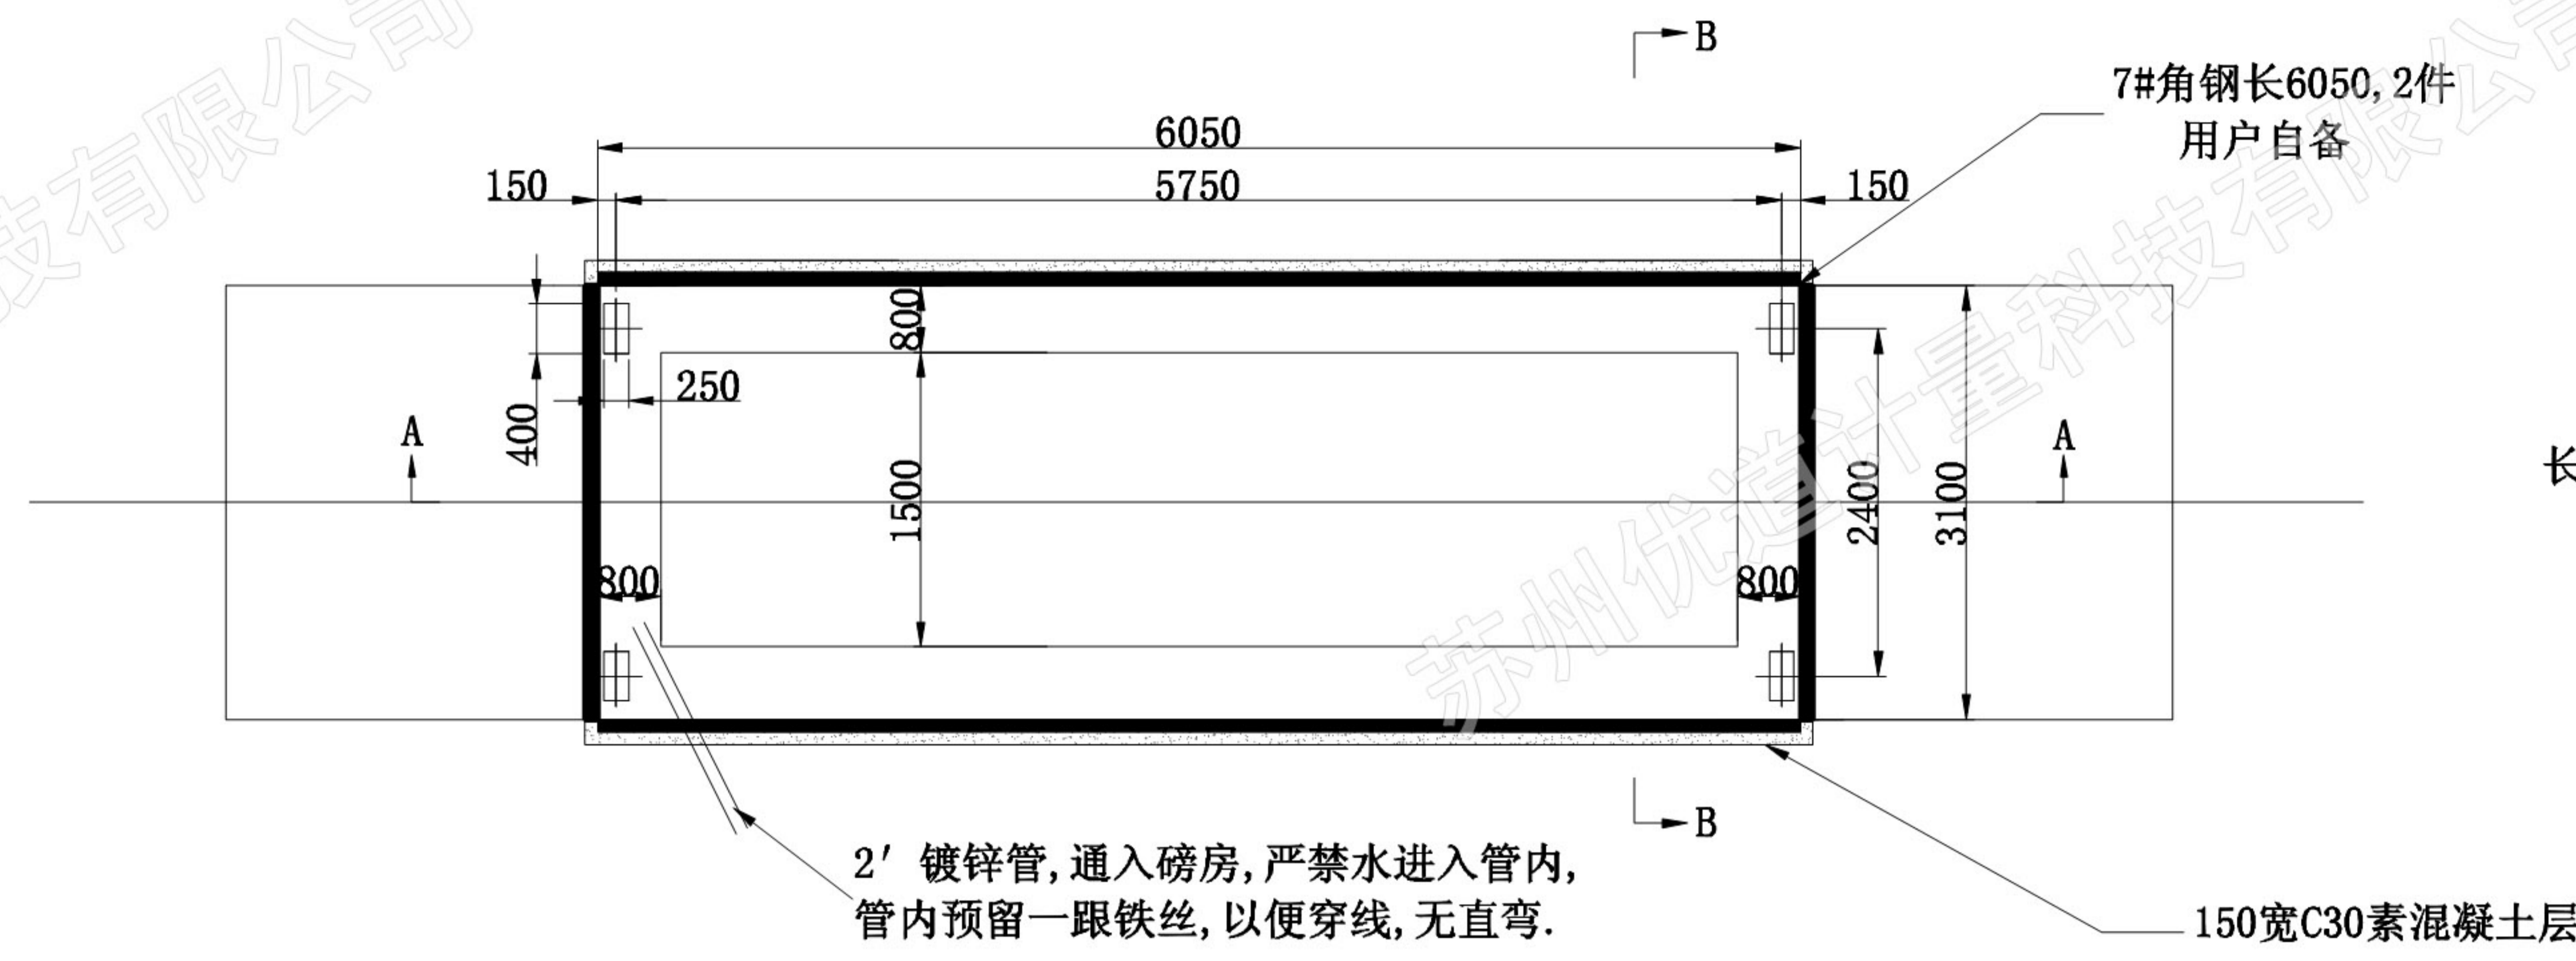 B
7#角钢长6050,2件
用户自备
6050
150
5750
150
800
250
400
A
A
1500
2400
3100
长
800
800
B
2′ 镀锌管,通入磅房,严禁水进入管内,
管内预留一跟铁丝,以便穿线,无直弯.
150宽C30素混凝土层
技有限公司
苏州优道计量科技有限公司